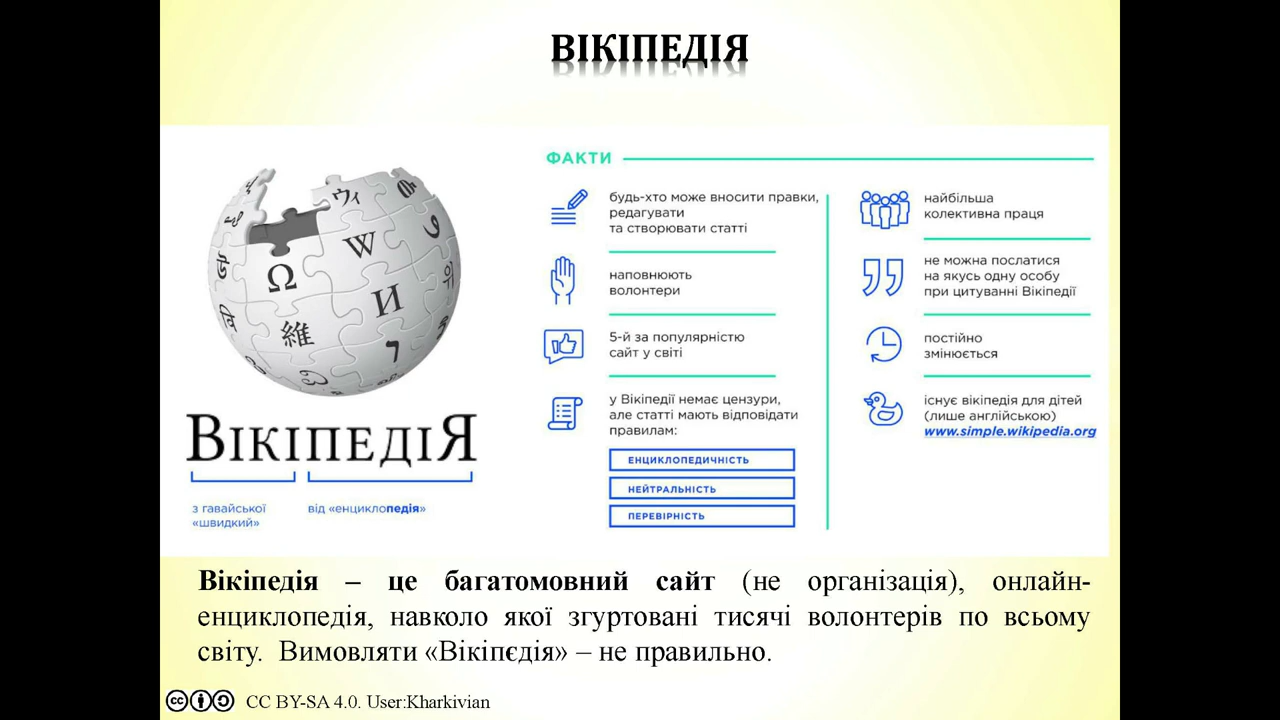 ВІКІПЕДІЯ
ФАКТИ
будь-хто може вносити правки,
редагувати
та створювати статті
наповнюють
волонтери
5-й за популярністю
сайт у світі
у Вікіпедії немає цензури,
але статті мають відповідати
правилам:
ЕНЦИКЛОПЕДИЧНІСТЬ
НЕЙТРАЛЬНІСТЬ
ПЕРЕВІРНІСТЬ
найбільша
колективна праця
не можна послатися
на якусь одну особу
при цитуванні Вікіпедії
постійно
змінюється
існує вікіпедія для дітей
(лише англійською)
www.simple.wikipedia.org
ウィ
W
Ω
И
維
ВІКІПЕДІЯ
з гавайської
«швидкий»
від «енциклопедія»
Вікіпедія – це багатомовний сайт (не організація), онлайн-
енциклопедія, навколо якої згуртовані тисячі волонтерів по всьому
світу. Вимовляти «Вікіпєдія» – не правильно.
CC BY-SA 4.0. User:Kharkivian